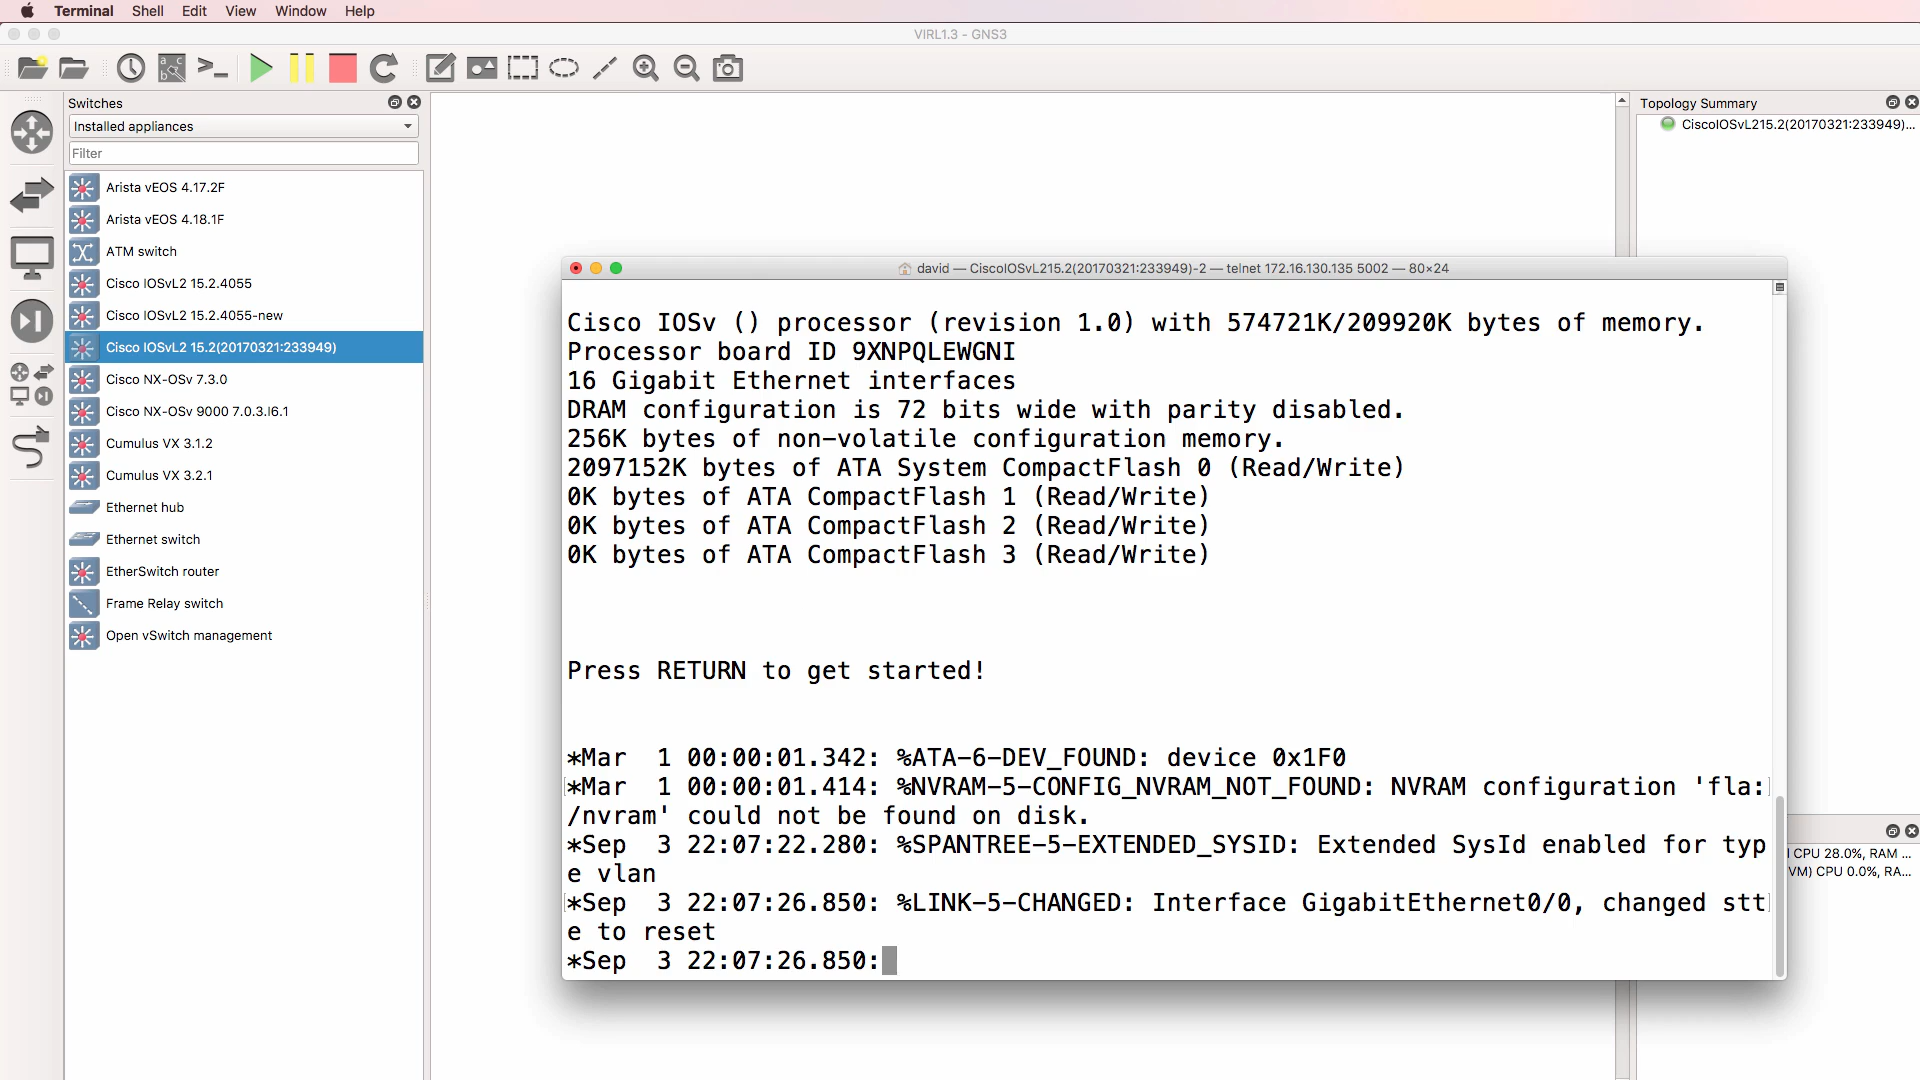 Terminal Shell Edit View Window Help
VIRL1.3 - GNS3
Switches
Installed appliances
Filter
Arista vEOS 4.17.2F
Arista vEOS 4.18.1F
ATM switch
Cisco IOSvL2 15.2.4055
Cisco IOSvL2 15.2.4055-new
Cisco IOSvL2 15.2(20170321:233949)
Cisco NX-OSv 7.3.0
Cisco NX-OSv 9000 7.0.3.I6.1
Cumulus VX 3.1.2
Cumulus VX 3.2.1
Ethernet hub
Ethernet switch
EtherSwitch router
Frame Relay switch
Open vSwitch management
david — CiscoIOSvL215.2(20170321:233949)-2 — telnet 172.16.130.135 5002 — 80×24
Cisco IOSv () processor (revision 1.0) with 574721K/209920K bytes of memory.
Processor board ID 9XNPQLEWGNI
16 Gigabit Ethernet interfaces
DRAM configuration is 72 bits wide with parity disabled.
256K bytes of non-volatile configuration memory.
2097152K bytes of ATA System CompactFlash 0 (Read/Write)
0K bytes of ATA CompactFlash 1 (Read/Write)
0K bytes of ATA CompactFlash 2 (Read/Write)
0K bytes of ATA CompactFlash 3 (Read/Write)
Press RETURN to get started!
*Mar  1 00:00:01.342: %ATA-6-DEV_FOUND: device 0x1F0
*Mar  1 00:00:01.414: %NVRAM-5-CONFIG_NVRAM_NOT_FOUND: NVRAM configuration 'fla:
/nvram' could not be found on disk.
*Sep  3 22:07:22.280: %SPANTREE-5-EXTENDED_SYSID: Extended SysId enabled for typ
e vlan
*Sep  3 22:07:26.850: %LINK-5-CHANGED: Interface GigabitEthernet0/0, changed stt
e to reset
*Sep  3 22:07:26.850:
Topology Summary
CiscoIOSvL215.2(20170321:233949)...
CPU 28.0%, RAM ...
VM) CPU 0.0%, RA...